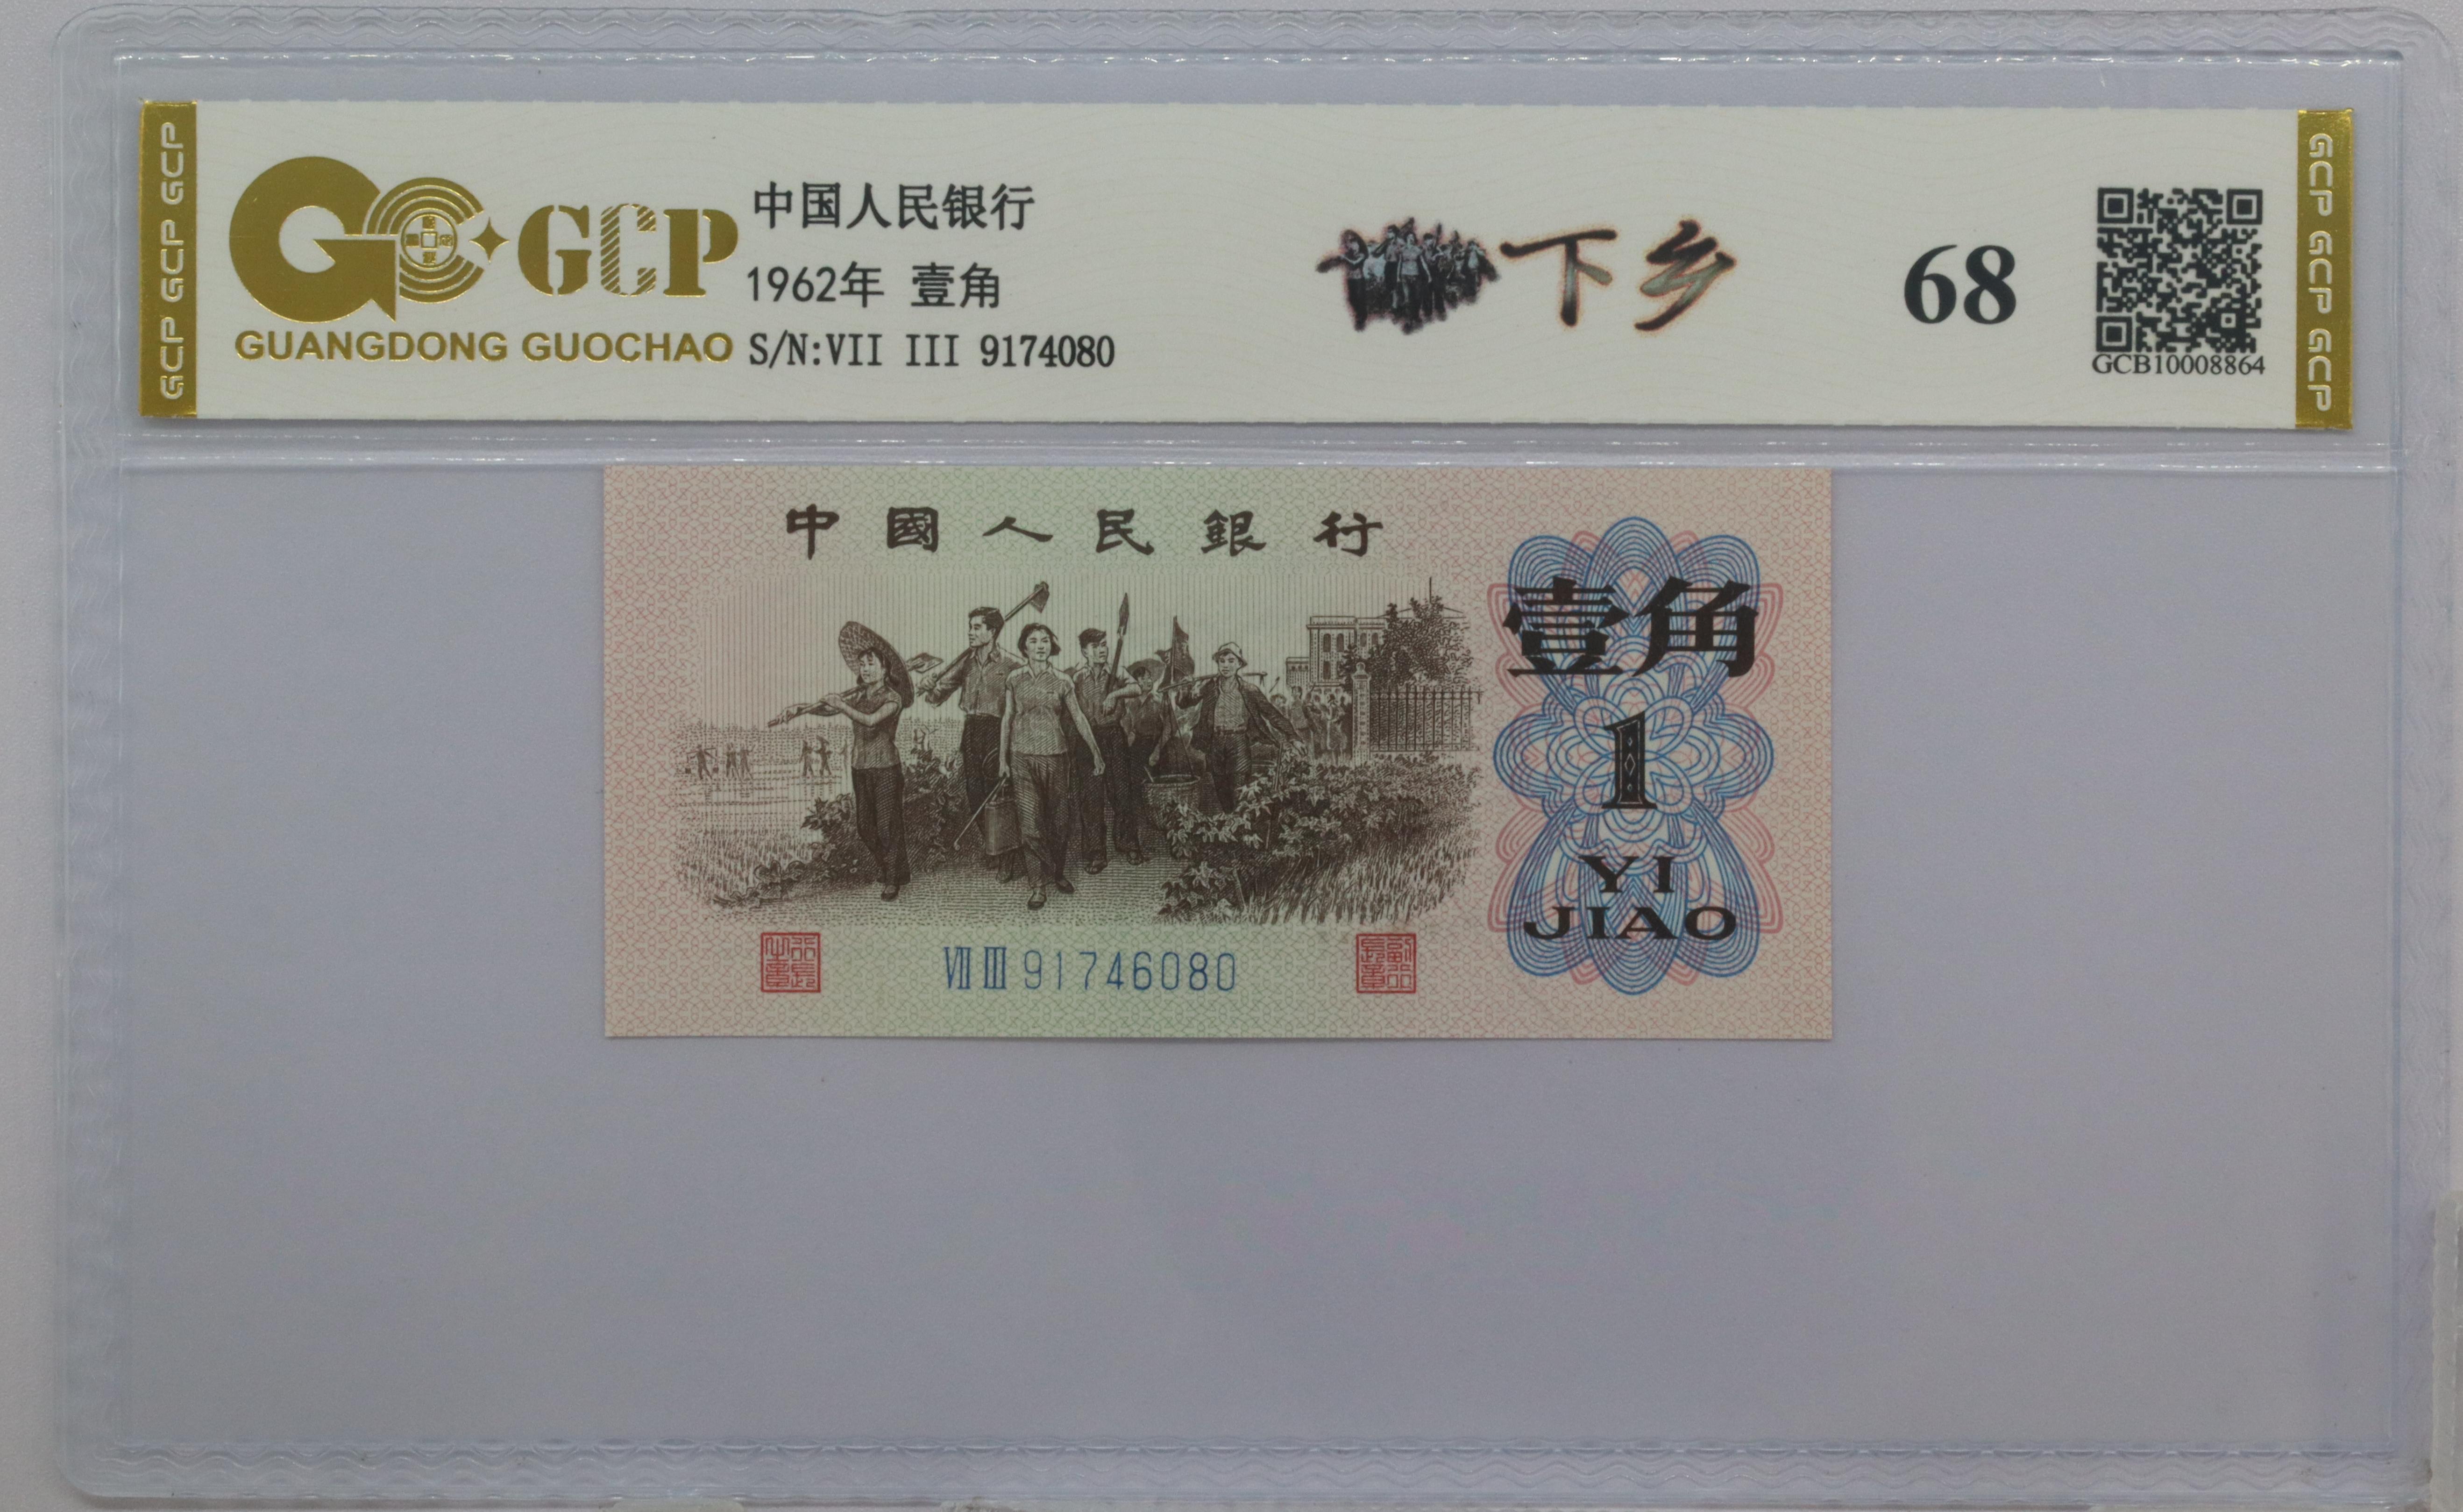 GCP GCP GCP
GCP
GUANGDONG GUOCHAO
中国人民银行
1962年 壹角
S/N:VII III 9174080
下乡
68
GCB10008864
GCP GCP GCP
中國人民銀行
壹角
1
YI
JIAO
VII III 91746080